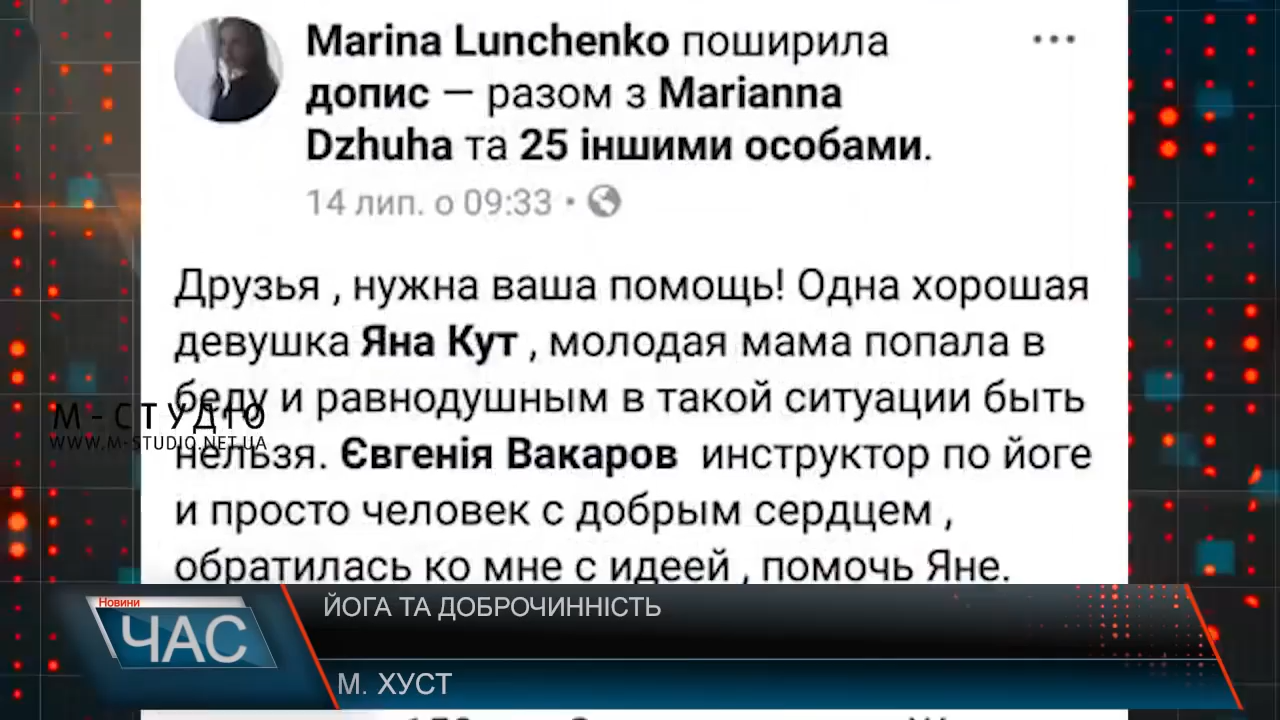 Marina Lunchenko поширила
допис — разом з Marianna
Dzhuha та 25 іншими особами.
14 лип. о 09:33 •
Друзья , нужна ваша помощь! Одна хорошая
девушка Яна Кут , молодая мама попала в
беду и равнодушным в такой ситуации быть
М-СТУДІО
WWW.M-STUDIO.NET.UA
нельзя. Євгенія Вакаров инструктор по йоге
и просто человек с добрым сердцем ,
обратилась ко мне с идеей , помочь Яне.
Новини
ЧАС
ЙОГА ТА ДОБРОЧИННІСТЬ
М. ХУСТ